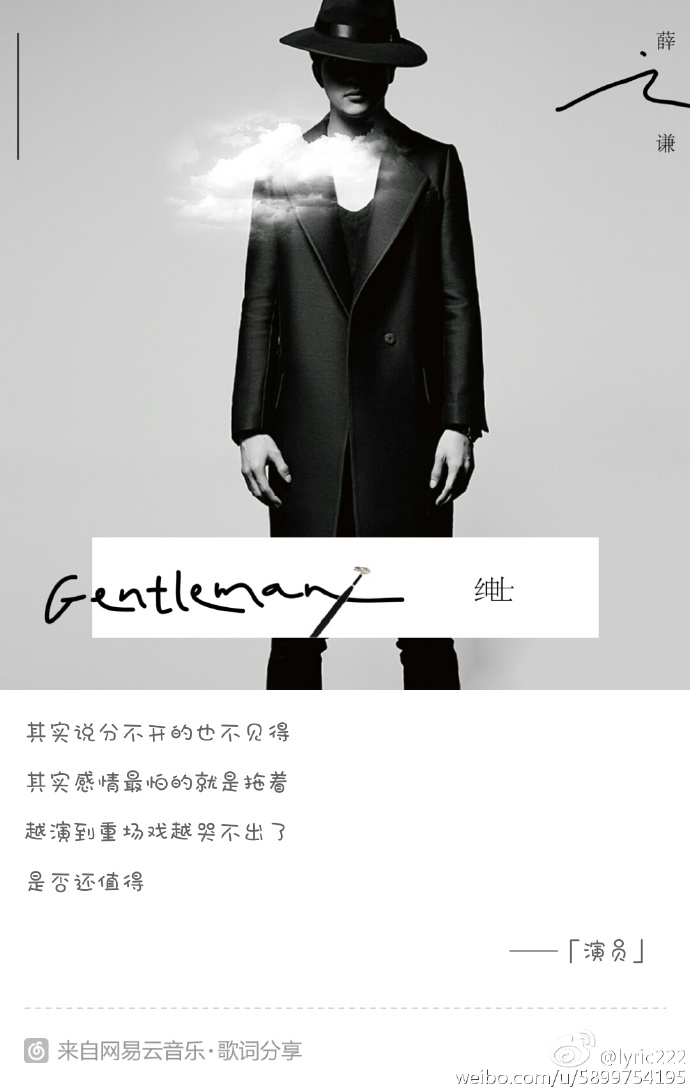 薛
之
谦
Gentleman
绅士
其实说分不开的也不见得
其实感情最怕的就是拖着
越演到重场戏越哭不出了
是否还值得
——「演员」
来自网易云音乐·歌词分享
@lyric222
weibo.com/u/5899754195